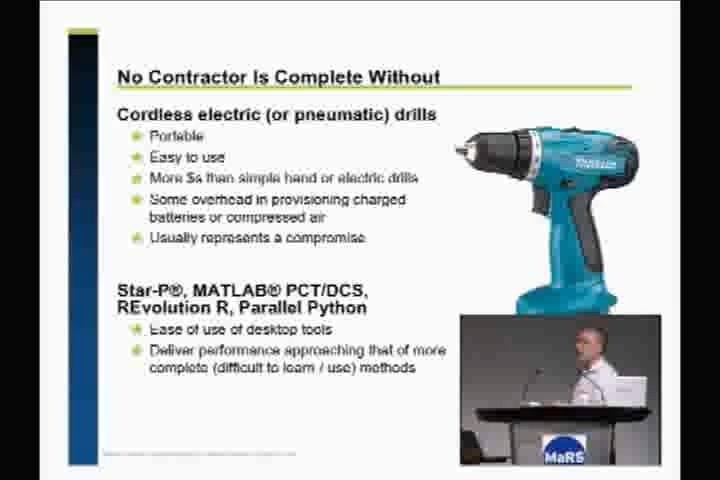 No Contractor Is Complete Without
Cordless electric (or pneumatic) drills
Portable
Easy to use
More $s than simple hand or electric drills
Some overhead in provisioning charged
batteries or compressed air
Usually represents a compromise
Star-P®, MATLAB® PCT/DCS,
REvolution R, Parallel Python
Ease of use of desktop tools
Deliver performance approaching that of more
complete (difficult to learn / use) methods
MaRS